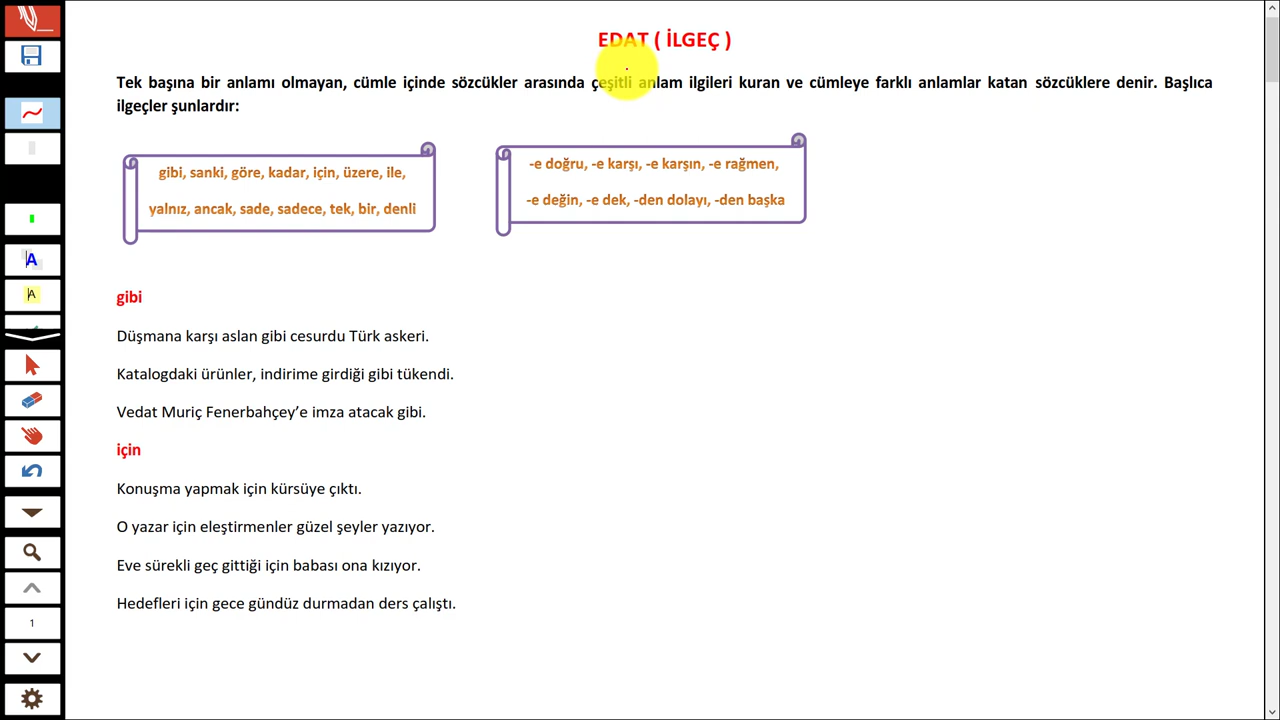 EDAT ( İLGEÇ )
Tek başına bir anlamı olmayan, cümle içinde sözcükler arasında çeşitli anlam ilgileri kuran ve cümleye farklı anlamlar katan sözcüklere denir. Başlıca
ilgeçler şunlardır:
gibi, sanki, göre, kadar, için, üzere, ile,
yalnız, ancak, sade, sadece, tek, bir, denli
-e doğru, -e karşı, -e karşın, -e rağmen,
-e değin, -e dek, -den dolayı, -den başka
gibi
Düşmana karşı aslan gibi cesurdu Türk askeri.
Katalogdaki ürünler, indirime girdiği gibi tükendi.
Vedat Muriç Fenerbahçey’e imza atacak gibi.
için
Konuşma yapmak için kürsüye çıktı.
O yazar için eleştirmenler güzel şeyler yazıyor.
Eve sürekli geç gittiği için babası ona kızıyor.
Hedefleri için gece gündüz durmadan ders çalıştı.
A
A
1